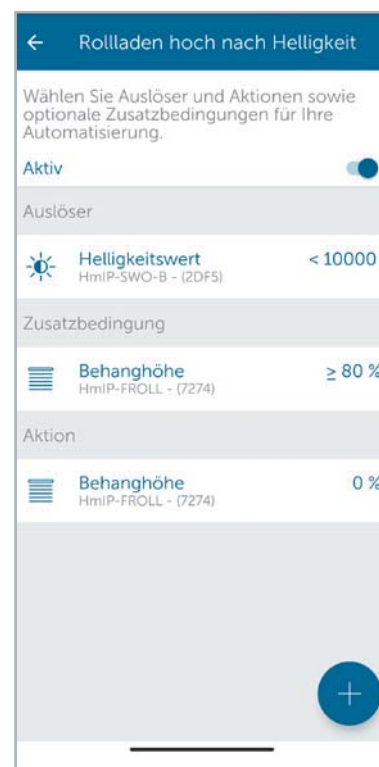 Rollladen hoch nach Helligkeit
Wählen Sie Auslöser und Aktionen sowie
optionale Zusatzbedingungen für Ihre
Automatisierung.
Aktiv
Auslöser
Helligkeitswert < 10000
HmIP-SWO-B - (2DF5)
Zusatzbedingung
Behanghöhe ≥ 80 %
HmIP-FROLL - (7274)
Aktion
Behanghöhe 0 %
HmIP-FROLL - (7274)